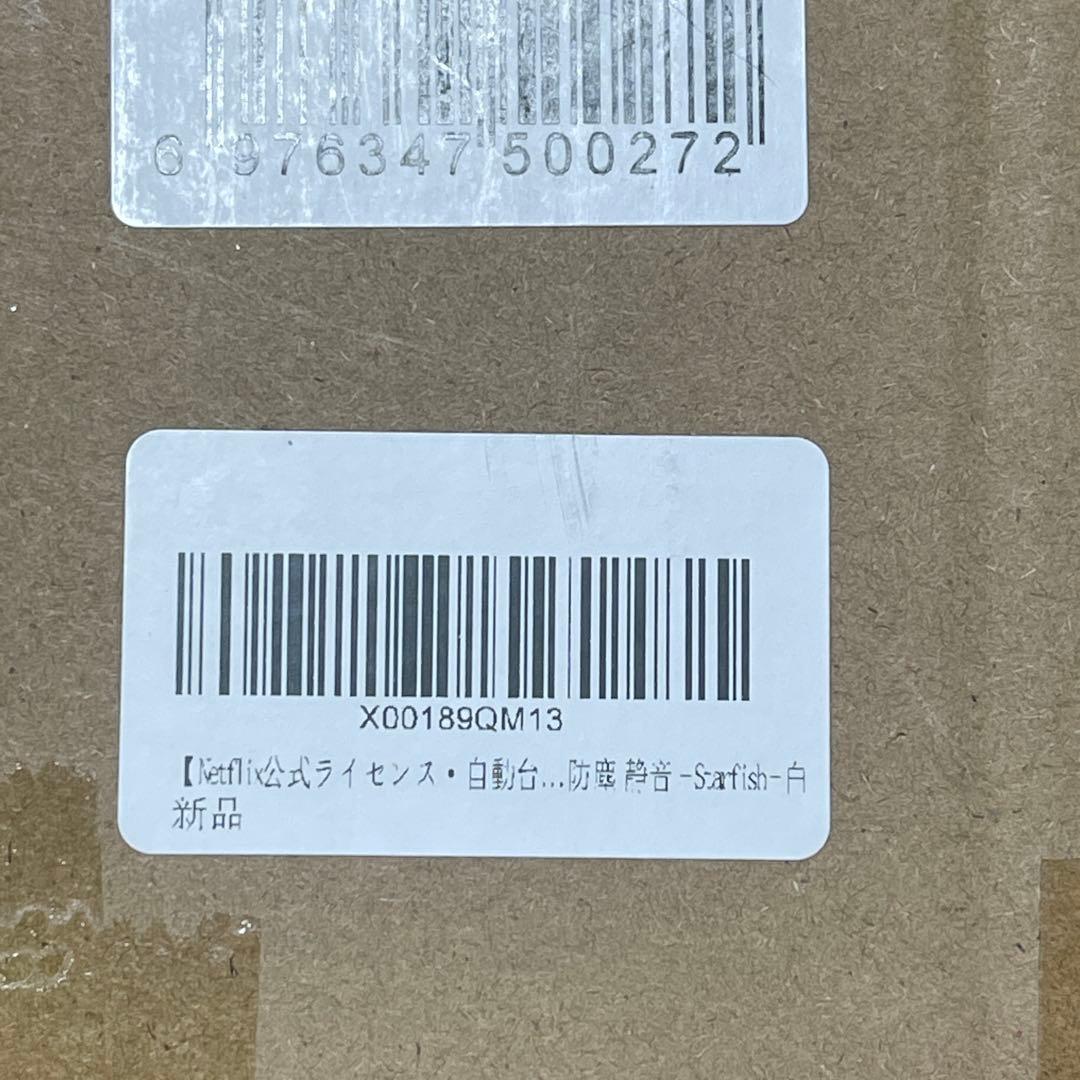 6 976347 500272
X00189QM13
【Netflix公式ライセンス・自動台...防塵 静音 -Starfish-白
新品